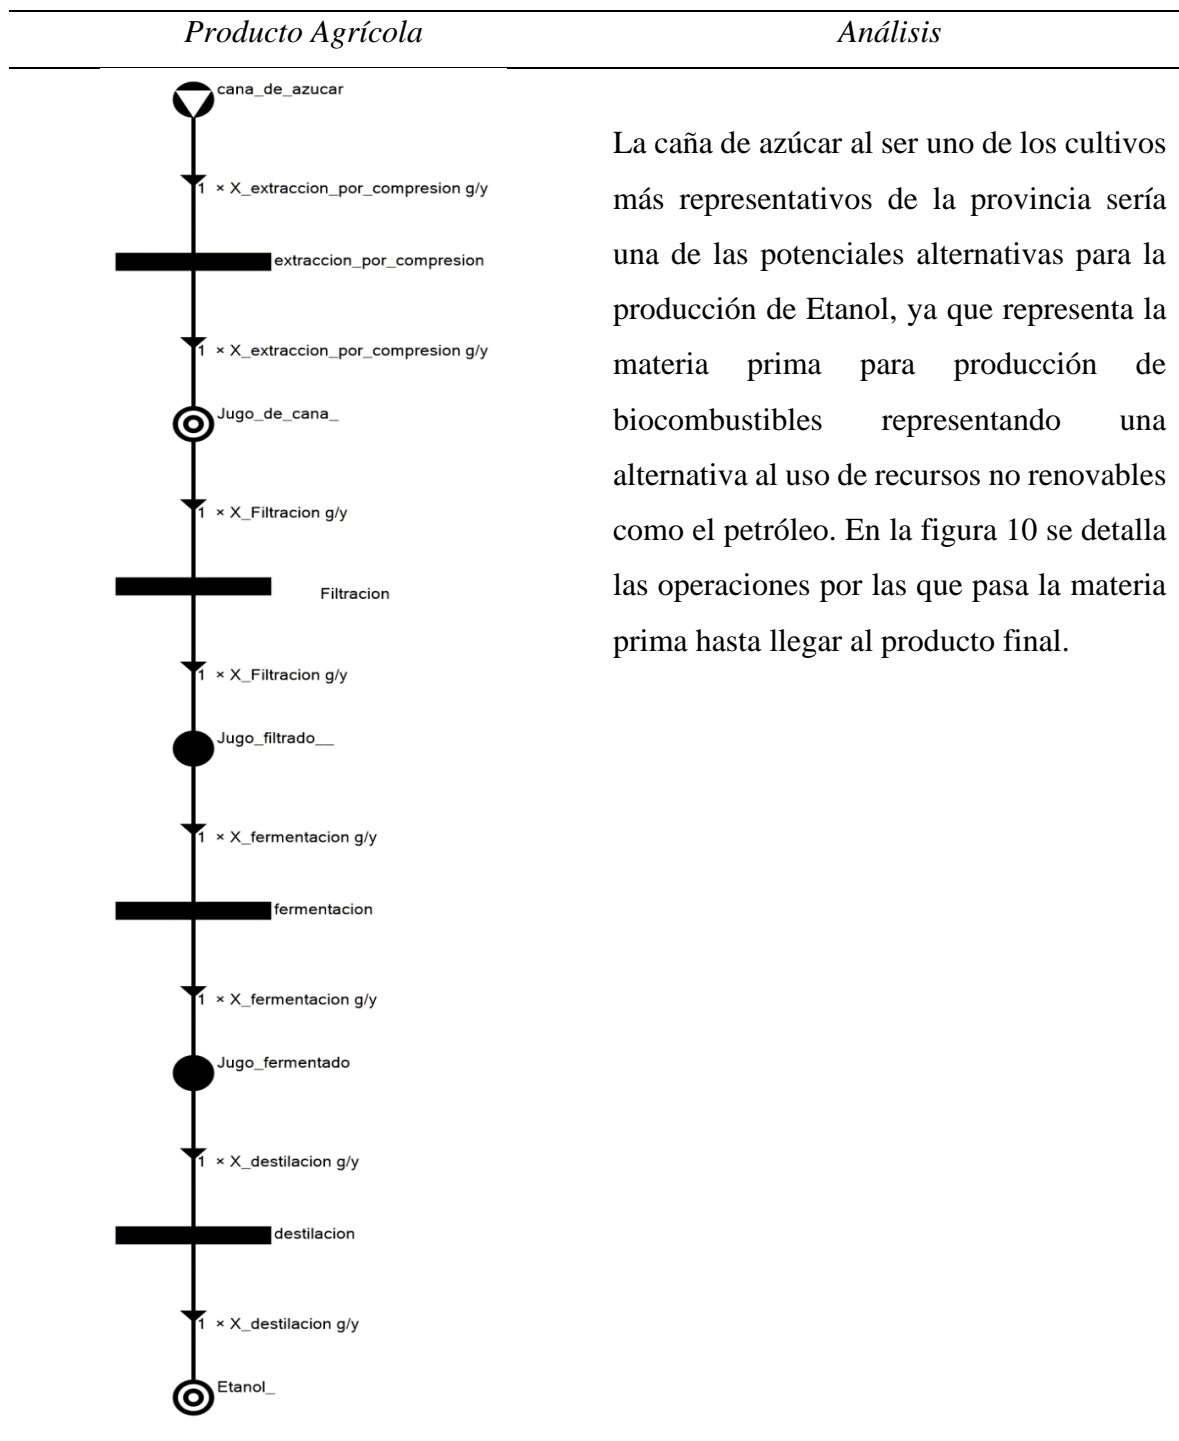 Producto Agrícola
Análisis
cana_de_azucar
1 × X_extraccion_por_compresion g/y
extraccion_por_compresion
1 × X_extraccion_por_compresion g/y
Jugo_de_cana_
1 × X_Filtracion g/y
Filtracion
1 × X_Filtracion g/y
Jugo_filtrado__
1 × X_fermentacion g/y
fermentacion
1 × X_fermentacion g/y
Jugo_fermentado
1 × X_destilacion g/y
destilacion
1 × X_destilacion g/y
Etanol_
La caña de azúcar al ser uno de los cultivos
más representativos de la provincia sería
una de las potenciales alternativas para la
producción de Etanol, ya que representa la
materia prima para producción de
biocombustibles representando una
alternativa al uso de recursos no renovables
como el petróleo. En la figura 10 se detalla
las operaciones por las que pasa la materia
prima hasta llegar al producto final.